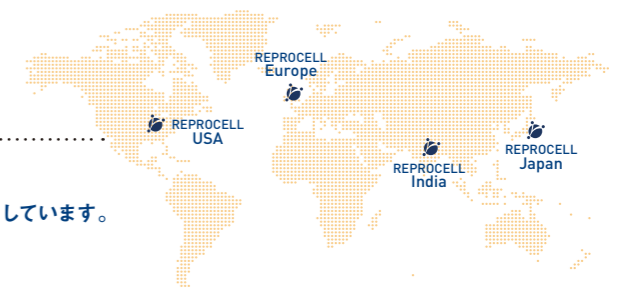 REPROCELL
Europe
REPROCELL
USA
REPROCELL
Japan
REPROCELL
India
しています。